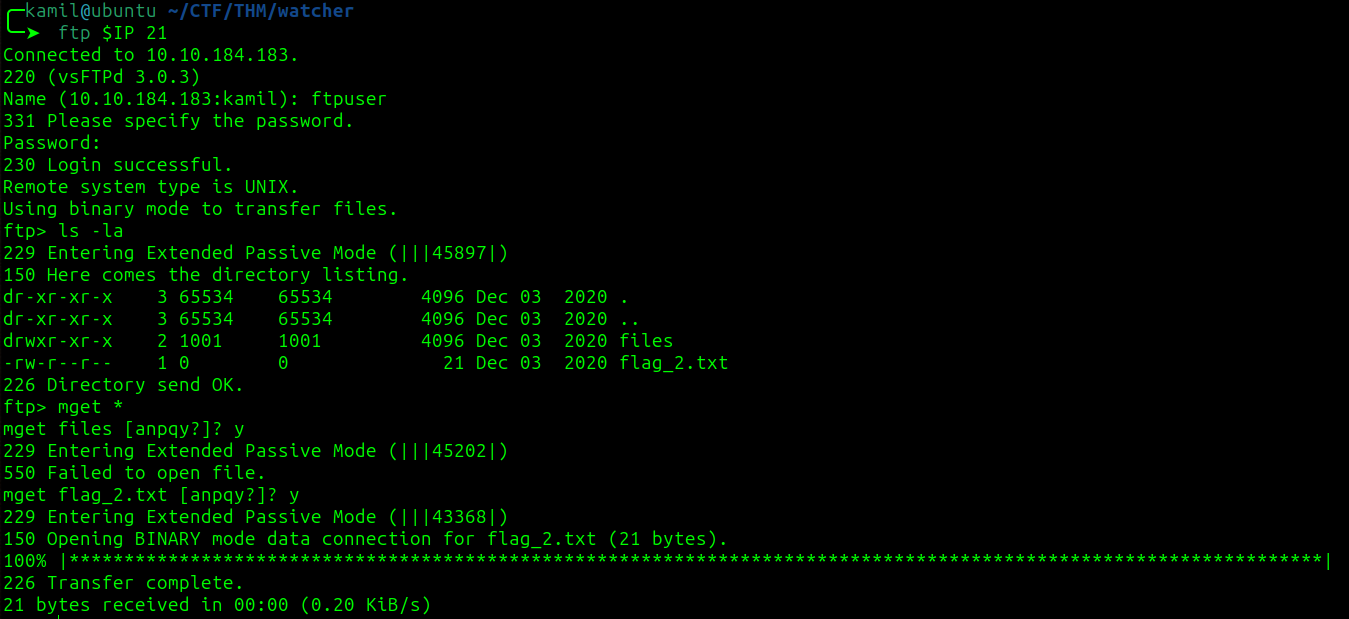 kamil@ubuntu ~/CTF/THM/watcher
ftp $IP 21
Connected to 10.10.184.183.
220 (vsFTPd 3.0.3)
Name (10.10.184.183:kamil): ftpuser
331 Please specify the password.
Password:
230 Login successful.
Remote system type is UNIX.
Using binary mode to transfer files.
ftp> ls -la
229 Entering Extended Passive Mode (|||45897|)
150 Here comes the directory listing.
dr-xr-xr-x    3 65534    65534        4096 Dec 03  2020 .
dr-xr-xr-x    3 65534    65534        4096 Dec 03  2020 ..
drwxr-xr-x    2 1001     1001         4096 Dec 03  2020 files
-rw-r--r--    1 0        0              21 Dec 03  2020 flag_2.txt
226 Directory send OK.
ftp> mget *
mget files [anpqy?]? y
229 Entering Extended Passive Mode (|||45202|)
550 Failed to open file.
mget flag_2.txt [anpqy?]? y
229 Entering Extended Passive Mode (|||43368|)
150 Opening BINARY mode data connection for flag_2.txt (21 bytes).
100% |******************************************************************************************************************|
226 Transfer complete.
21 bytes received in 00:00 (0.20 KiB/s)